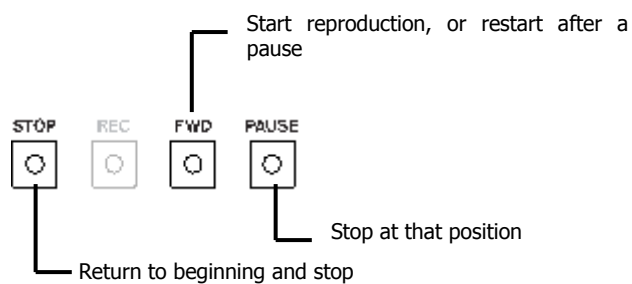 Start reproduction, or restart after a
pause
STOP REC FWD PAUSE
Stop at that position
Return to beginning and stop